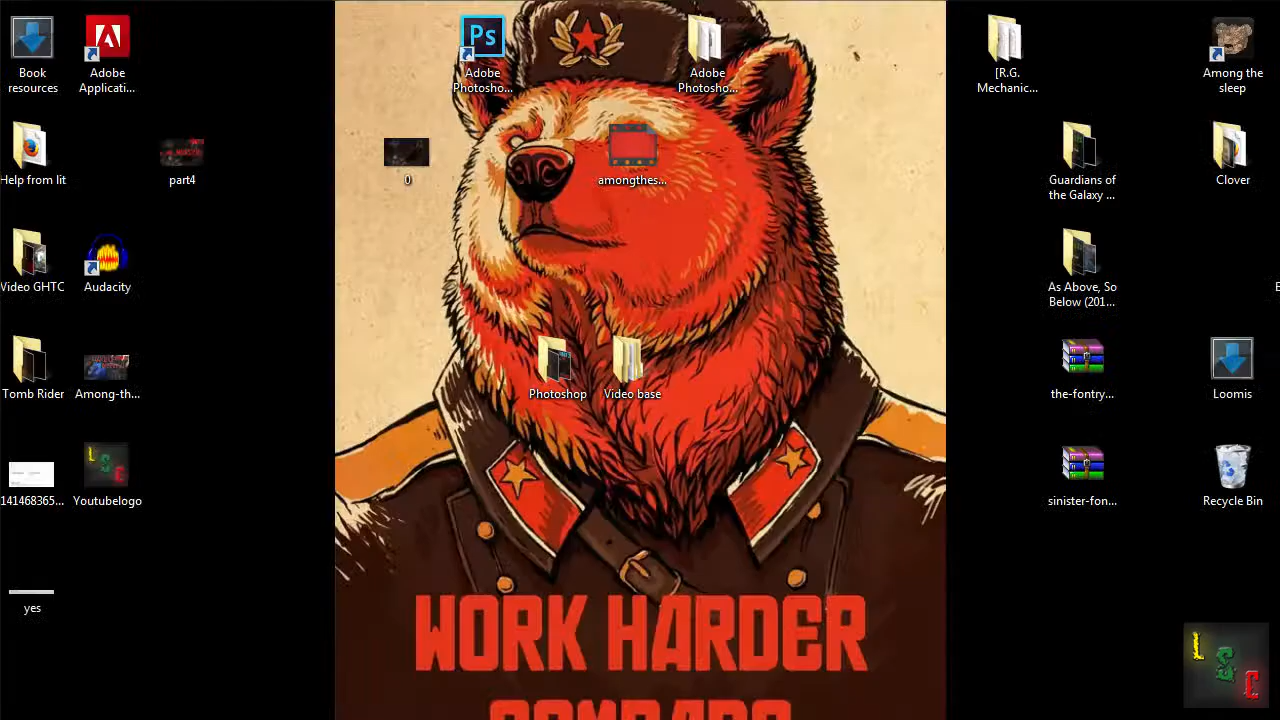 Book
resources
Adobe
Applicati...
Ps
Adobe
Photosho...
Adobe
Photosho...
[R.G.
Mechanic...
Among the
sleep
Help from lit
part4
0
amongthes...
Guardians of
the Galaxy ...
Clover
Video GHTC
Audacity
As Above, So
Below (201...
Tomb Rider
Among-th...
Photoshop
Video base
the-fontry...
Loomis
141468365...
L S C
Youtubelogo
sinister-fon...
Recycle Bin
yes
WORK HARDER
COMRADE
L S C